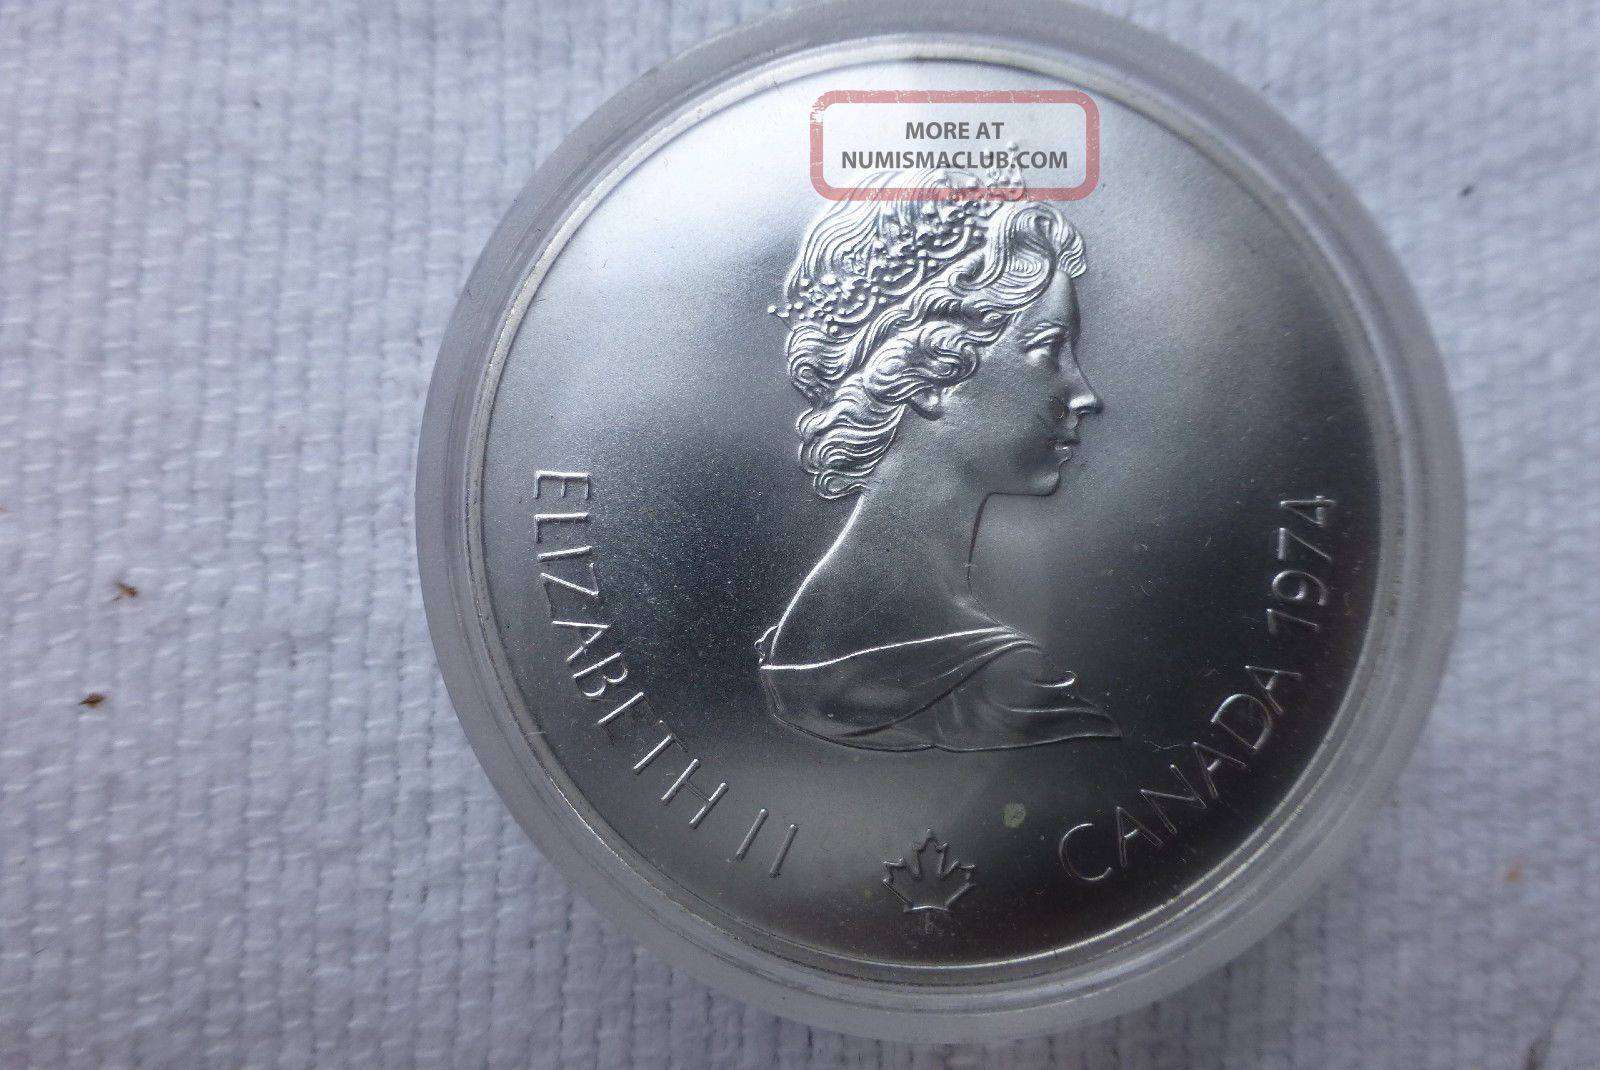 MORE AT
NUMISMACLUB.COM
ELIZABETH II
CANADA 1974